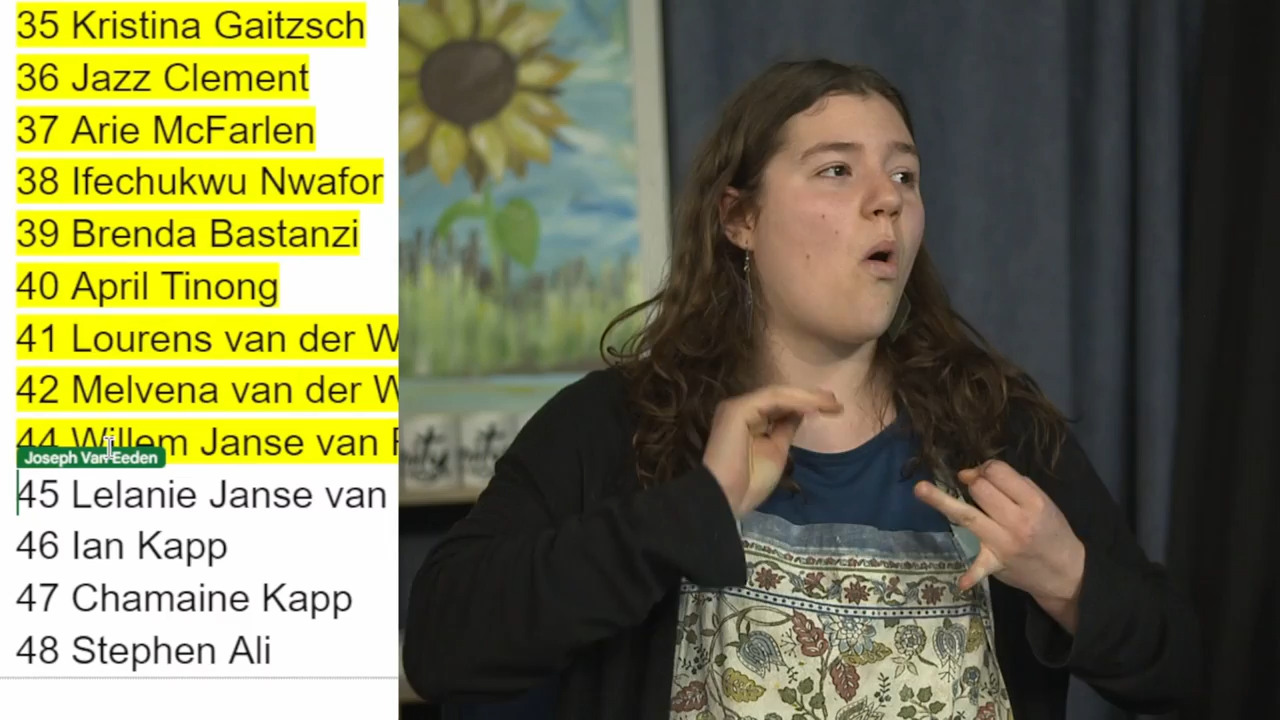 35 Kristina Gaitzsch
36 Jazz Clement
37 Arie McFarlen
38 Ifechukwu Nwafor
39 Brenda Bastanzi
40 April Tinong
41 Lourens van der
42 Melvena van der
44 Willem Janse van
Joseph Van Eeden
45 Lelanie Janse van
46 Ian Kapp
47 Chamaine Kapp
48 Stephen Ali